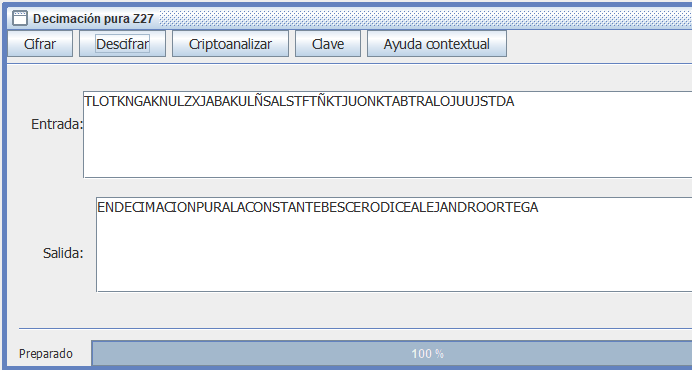 Decimación pura Z27
Cifrar Descifrar Criptoanalizar Clave Ayuda contextual
Entrada: TLOTKNGAKNULZXJABAKULÑSALSTFTÑKTJUONKTABTRALOJUUJSTDA
Salida: ENDECIMACIONPURALACONSTANTEBESCERODICEALEJANDROORTEGA
Preparado 100 %